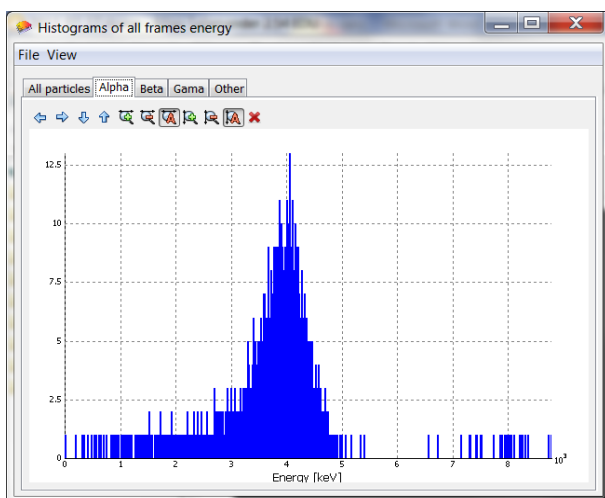 Histograms of all frames energy
File View
All particles Alpha Beta Gama Other
12.5
10
7.5
5
2.5
0
0 1 2 3 4 5 6 7 8 10³
Energy [keV]